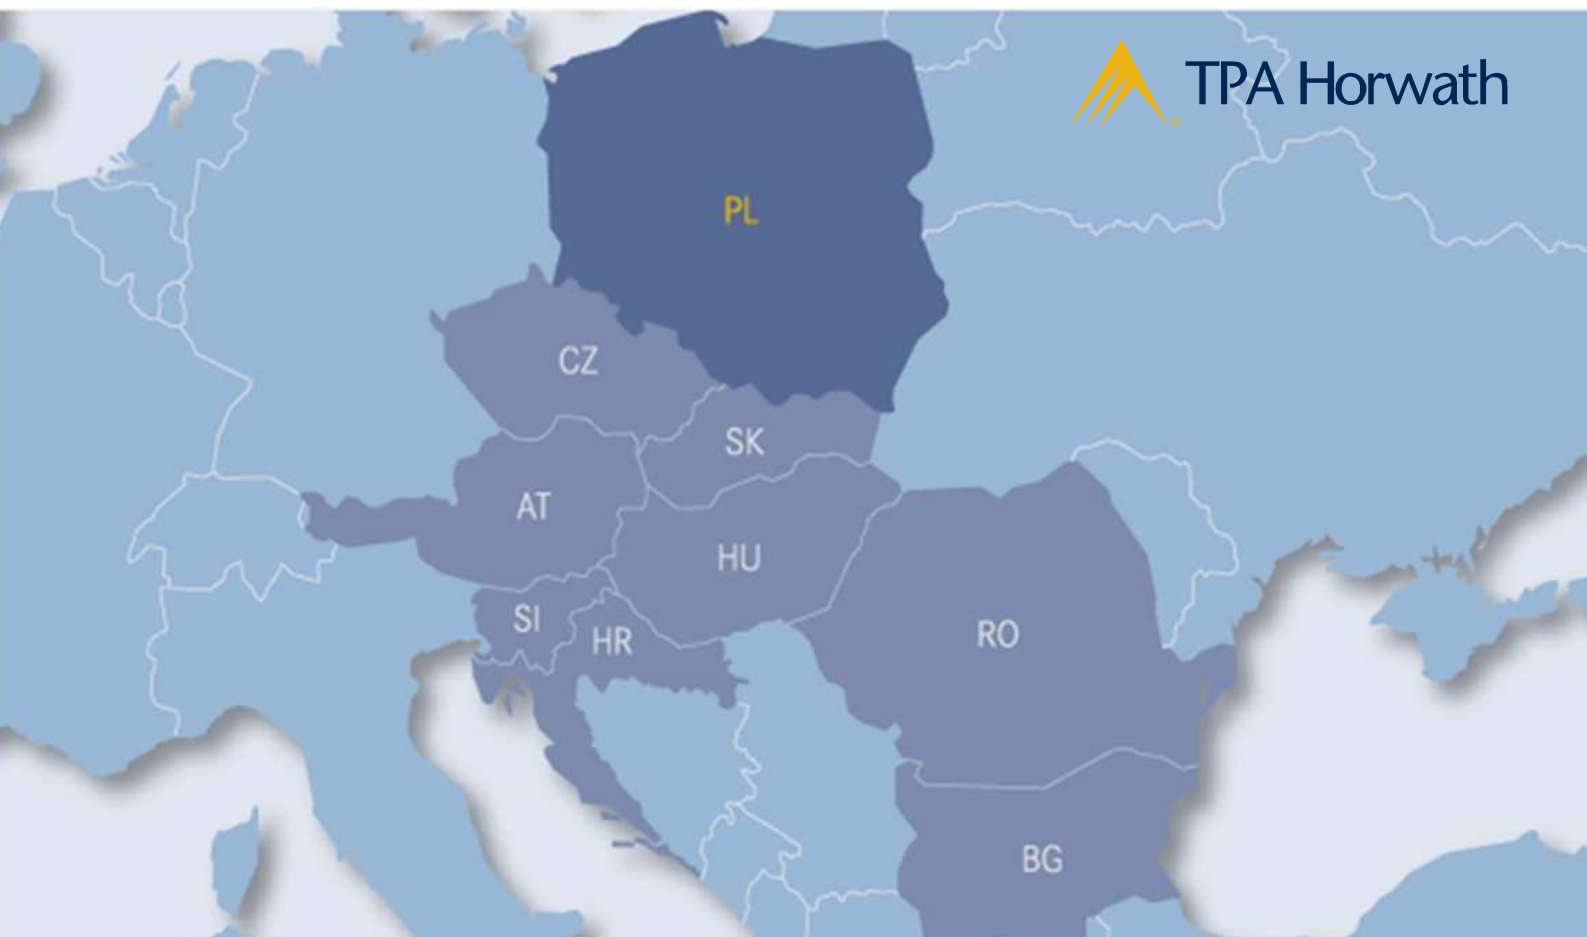 TPA Horwath
PL
CZ
SK
AT
HU
SI
HR
RO
BG